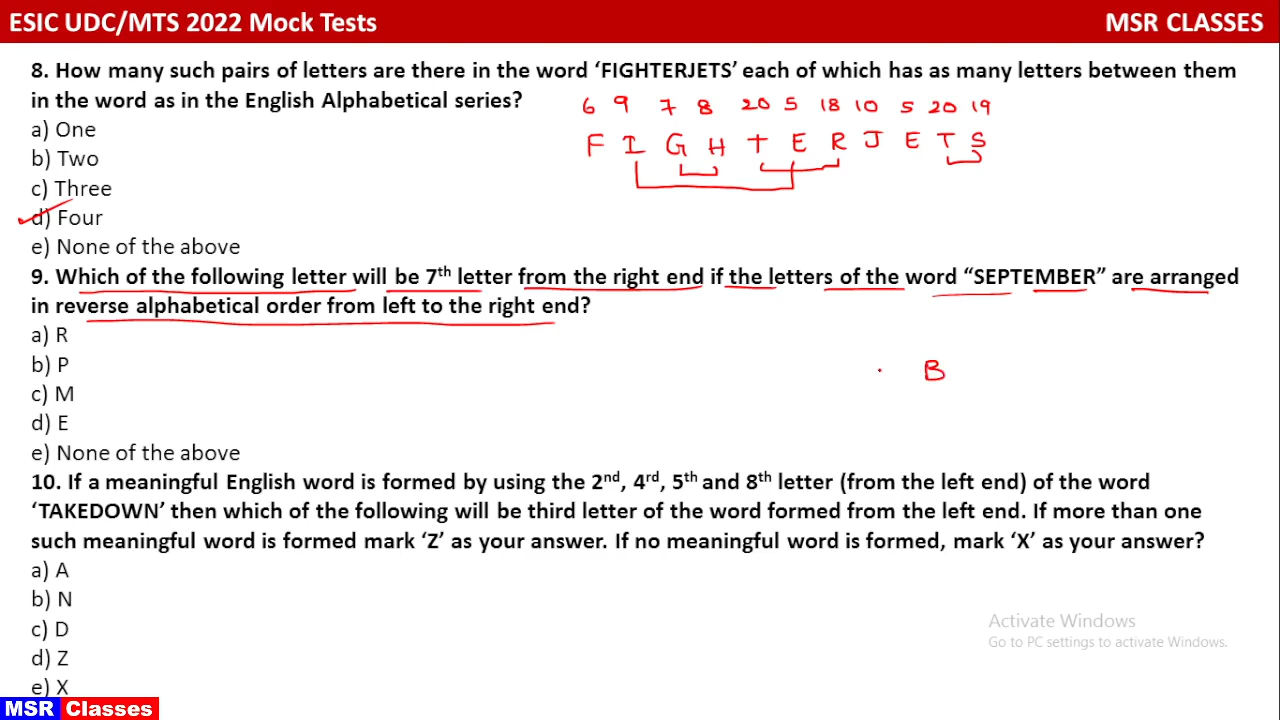 ESIC UDC/MTS 2022 Mock Tests MSR CLASSES
8. How many such pairs of letters are there in the word ‘FIGHTERJETS’ each of which has as many letters between them
in the word as in the English Alphabetical series?
6 9 7 8 20 5 18 10 5 20 19
F I G H T E R J E T S
a) One
b) Two
c) Three
d) Four
e) None of the above
9. Which of the following letter will be 7th letter from the right end if the letters of the word “SEPTEMBER” are arranged
in reverse alphabetical order from left to the right end?
a) R
b) P
B
c) M
d) E
e) None of the above
10. If a meaningful English word is formed by using the 2nd, 4rd, 5th and 8th letter (from the left end) of the word
‘TAKEDOWN’ then which of the following will be third letter of the word formed from the left end. If more than one
such meaningful word is formed mark ‘Z’ as your answer. If no meaningful word is formed, mark ‘X’ as your answer?
a) A
b) N
c) D
d) Z
e) X
Activate Windows
Go to PC settings to activate Windows.
MSR Classes